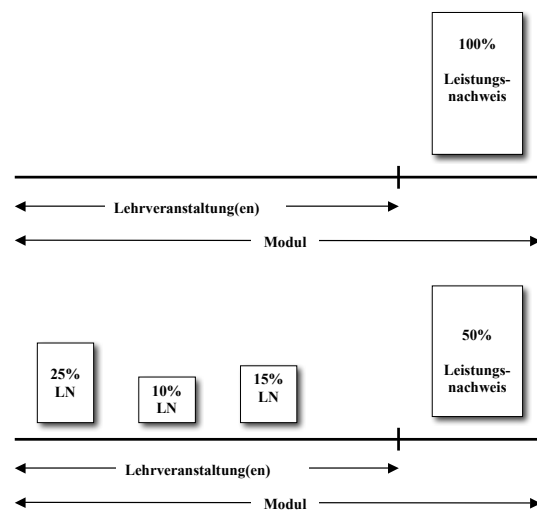 100%
Leistungs-
nachweis
Lehrveranstaltung(en)
Modul
25%
LN
10%
LN
15%
LN
50%
Leistungs-
nachweis
Lehrveranstaltung(en)
Modul